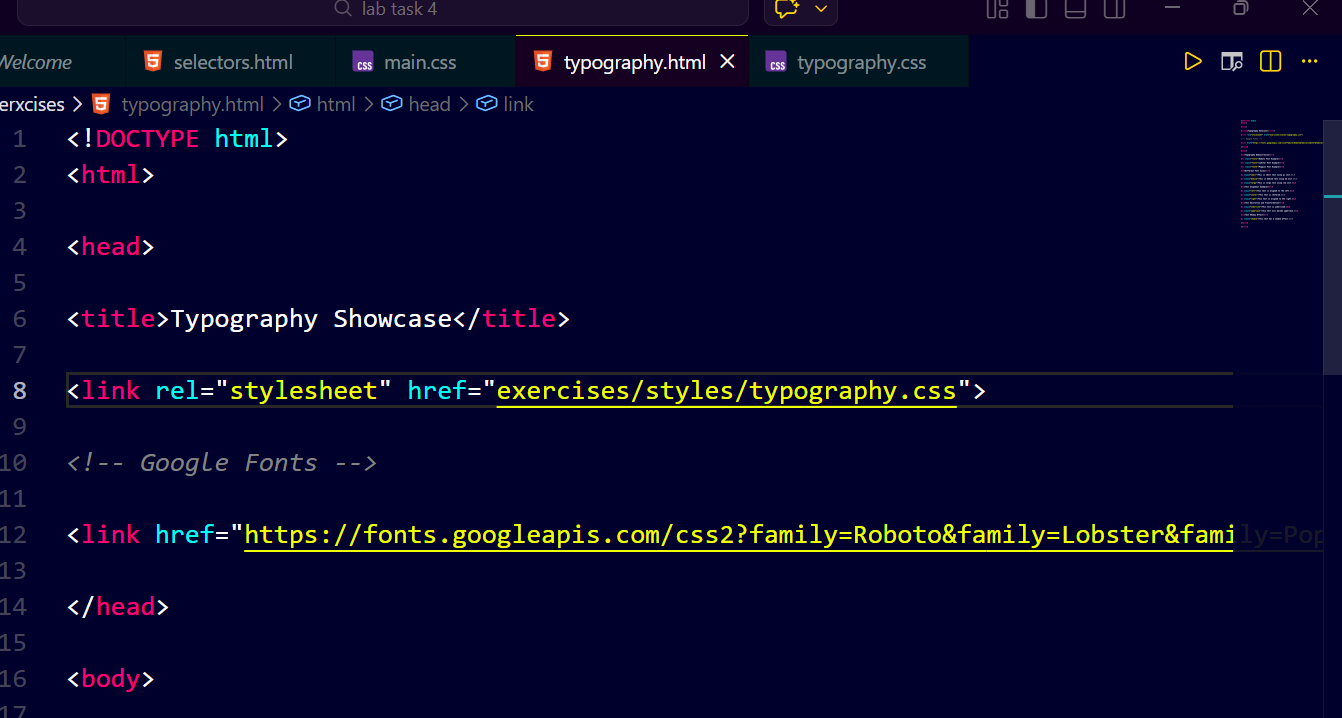 lab task 4
Welcome selectors.html main.css typography.html typography.css
erxcises > typography.html > html > head > link
1 <!DOCTYPE html>
2 <html>
3
4 <head>
5
6 <title>Typography Showcase</title>
7
8 <link rel="stylesheet" href="exercises/styles/typography.css">
9
10 <!-- Google Fonts -->
11
12 <link href="https://fonts.googleapis.com/css2?family=Roboto&family=Lobster&family=Pop
13
14 </head>
15
16 <body>
17